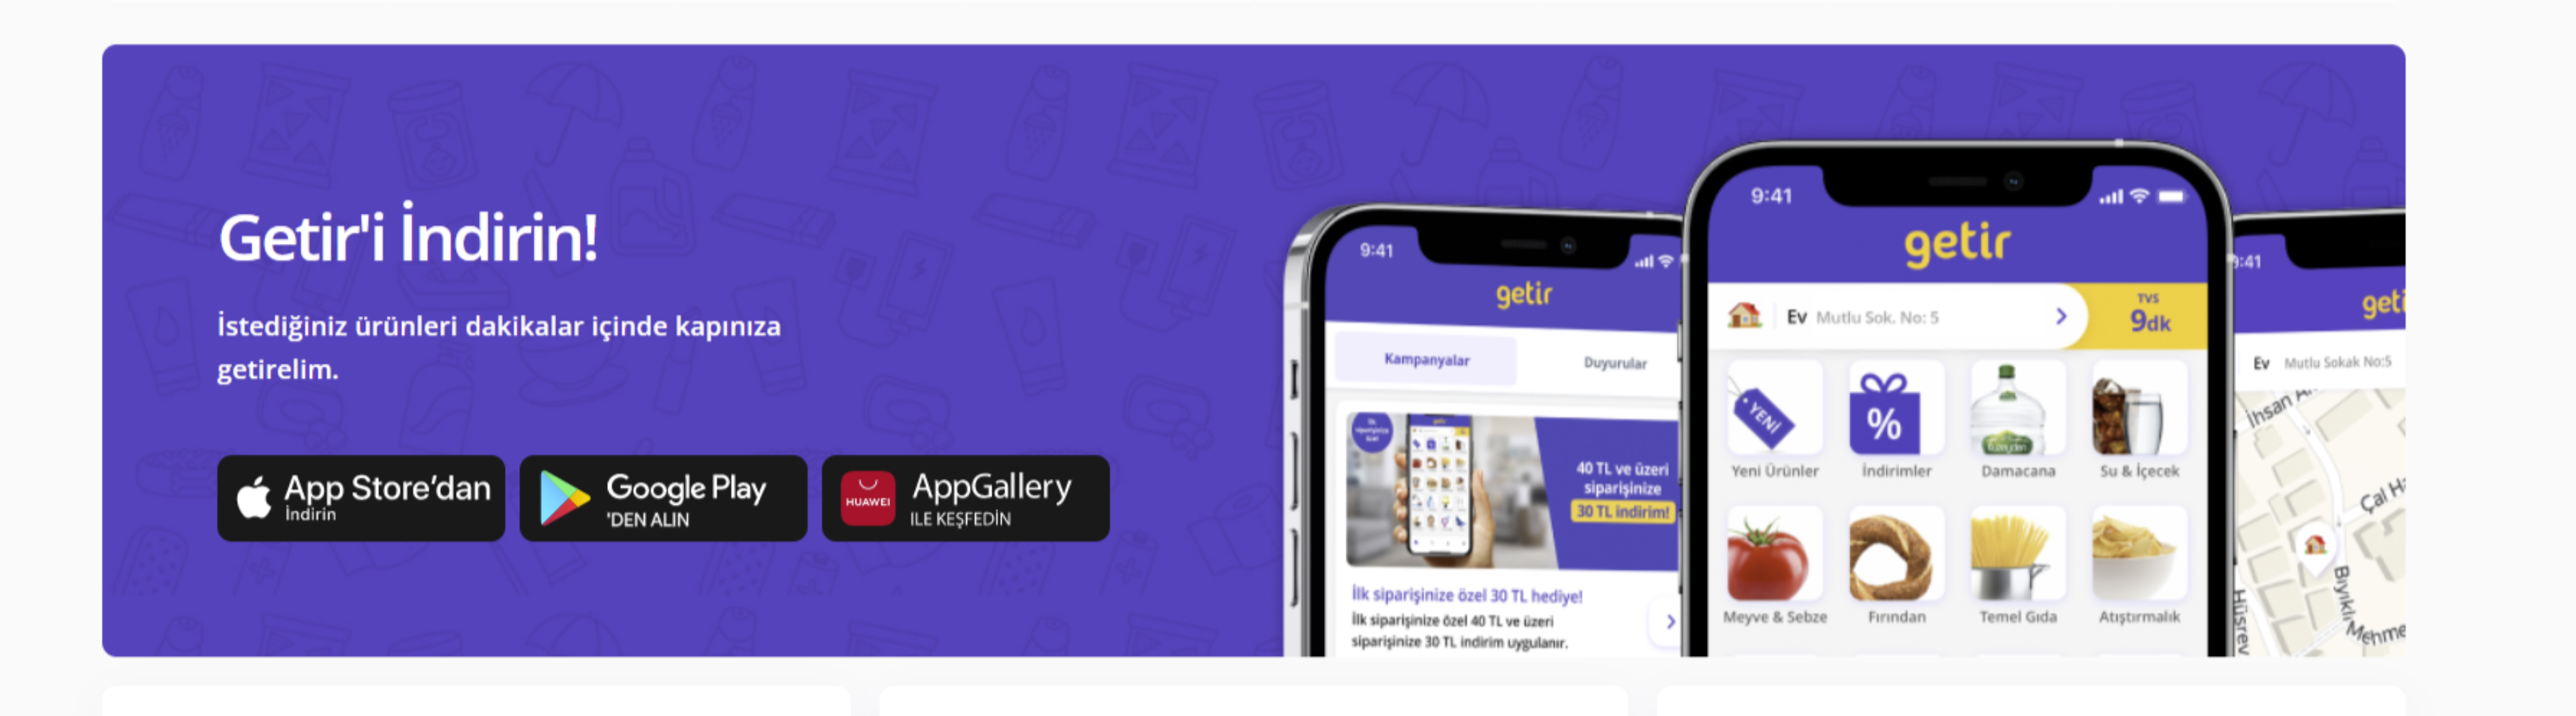 Getir'i İndirin!
İstediğiniz ürünleri dakikalar içinde kapınıza
getirelim.
App Store’dan
İndirin
Google Play
'DEN ALIN
HUAWEI
AppGallery
ILE KEŞFEDİN
9:41
getir
Kampanyalar
Duyurular
40 TL ve üzeri
siparişinize
30 TL indirim!
İlk siparişinize özel 30 TL hediye!
İlk siparişinize özel 40 TL ve üzeri
siparişinize 30 TL indirim uygulanır.
9:41
getir
Ev Mutlu Sok. No: 5
TVS
9dk
YENİ
%
Yeni Ürünler
İndirimler
Damacana
Su & İçecek
Meyve & Sebze
Fırından
Temel Gıda
Atıştırmalık
9:41
geti
Ev Mutlu Sokak No:5
İhsan
Çal Ha
Bıyıklı
Mehme
Hüsrev